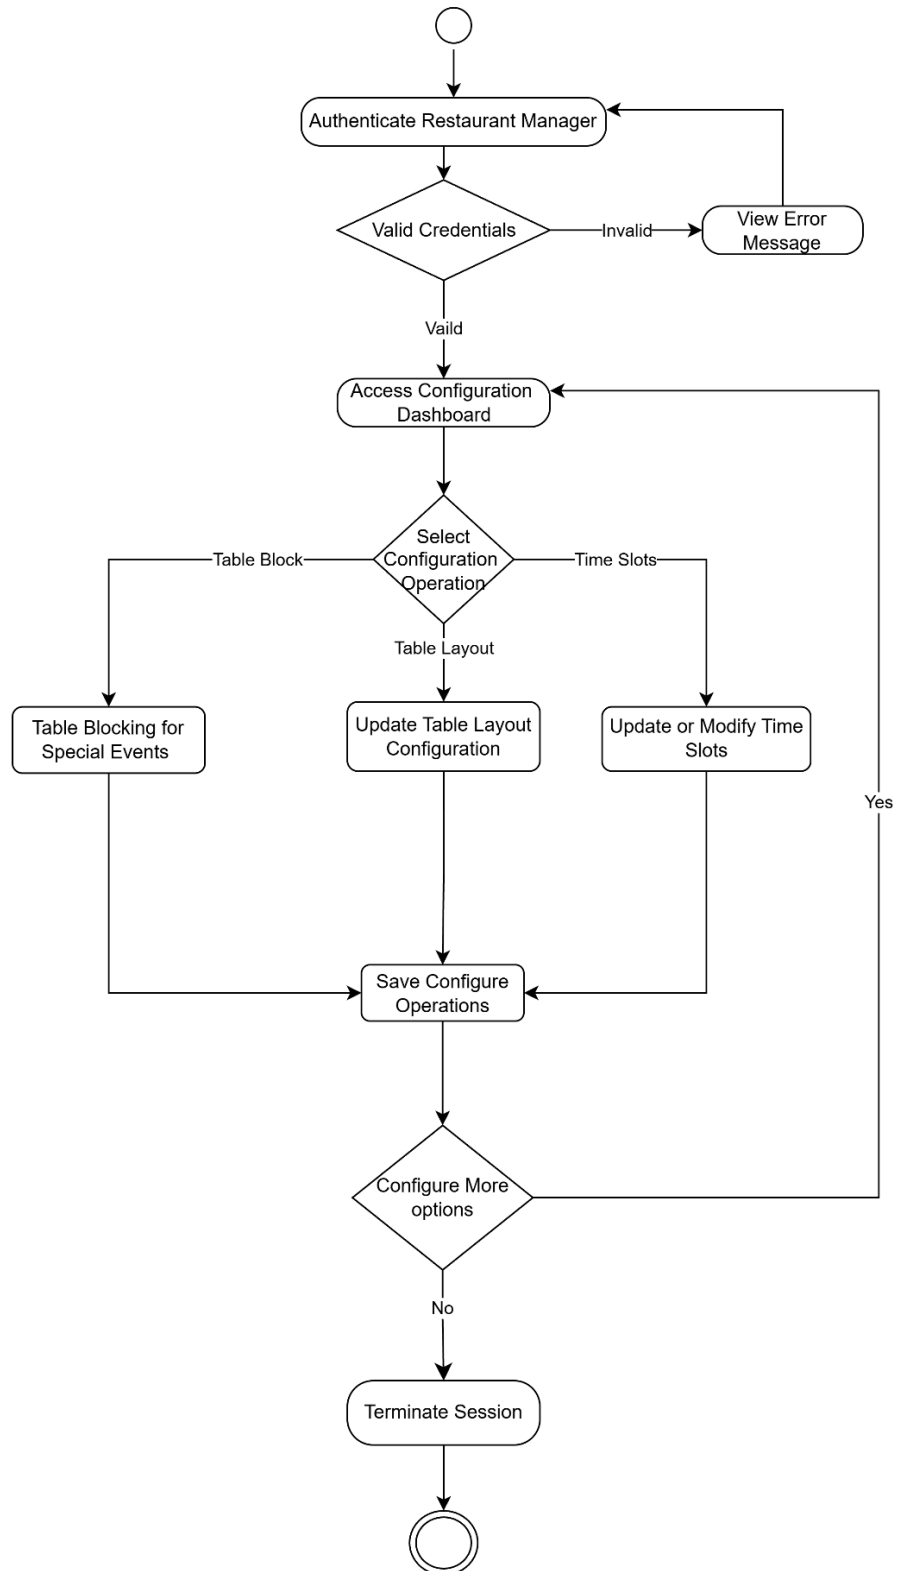 Authenticate Restaurant Manager
Valid Credentials
Invalid
View Error
Message
Vaild
Access Configuration
Dashboard
Select
Configuration
Operation
Table Block
Time Slots
Table Layout
Table Blocking for
Special Events
Update Table Layout
Configuration
Update or Modify Time
Slots
Yes
Save Configure
Operations
Configure More
options
No
Terminate Session